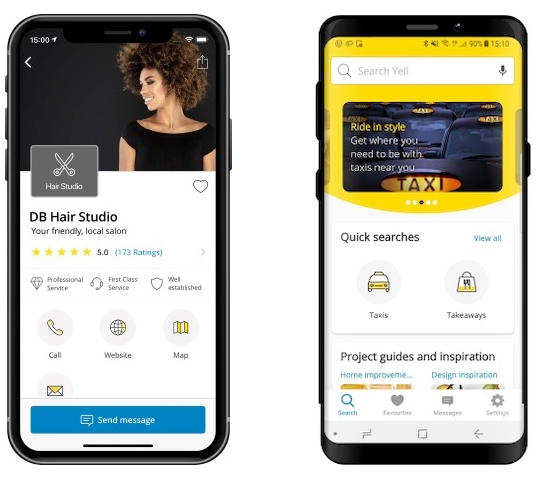 15:00
Hair Studio
DB Hair Studio
Your friendly, local salon
5.0 (173 Ratings)
Professional Service
First Class Service
Well established
Call
Website
Map
Send message
90% 15:10
Search Yell
Ride in style
Get where you
need to be with
taxis near you
TAXI
Quick searches
View all
Taxis
Takeaways
Project guides and inspiration
Home improveme...
Design inspiration
Search
Favourites
Messages
Settings